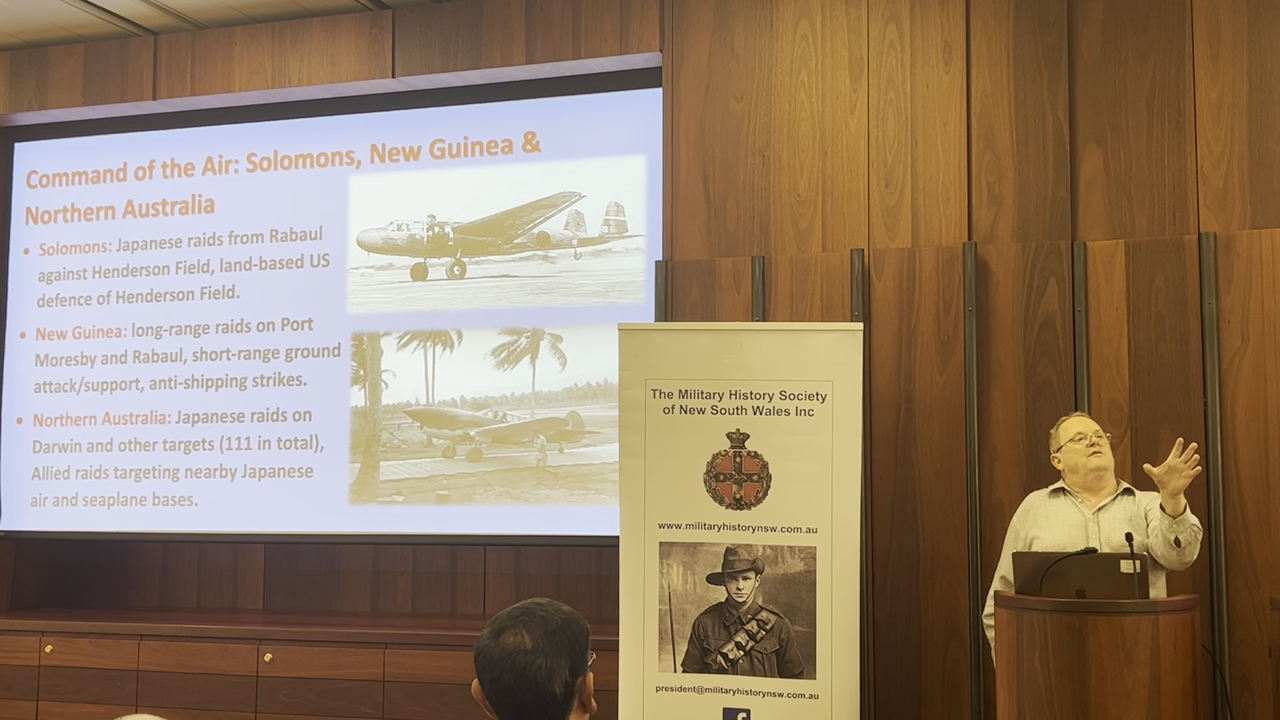 Command of the Air: Solomons, New Guinea &
Northern Australia
• Solomons: Japanese raids from Rabaul
against Henderson Field, land-based US
defence of Henderson Field.
• New Guinea: long-range raids on Port
Moresby and Rabaul, short-range ground
attack/support, anti-shipping strikes.
• Northern Australia: Japanese raids on
Darwin and other targets (111 in total),
Allied raids targeting nearby Japanese
air and seaplane bases.
The Military History Society
of New South Wales Inc
www.militaryhistorynsw.com.au
president@militaryhistorynsw.com.au